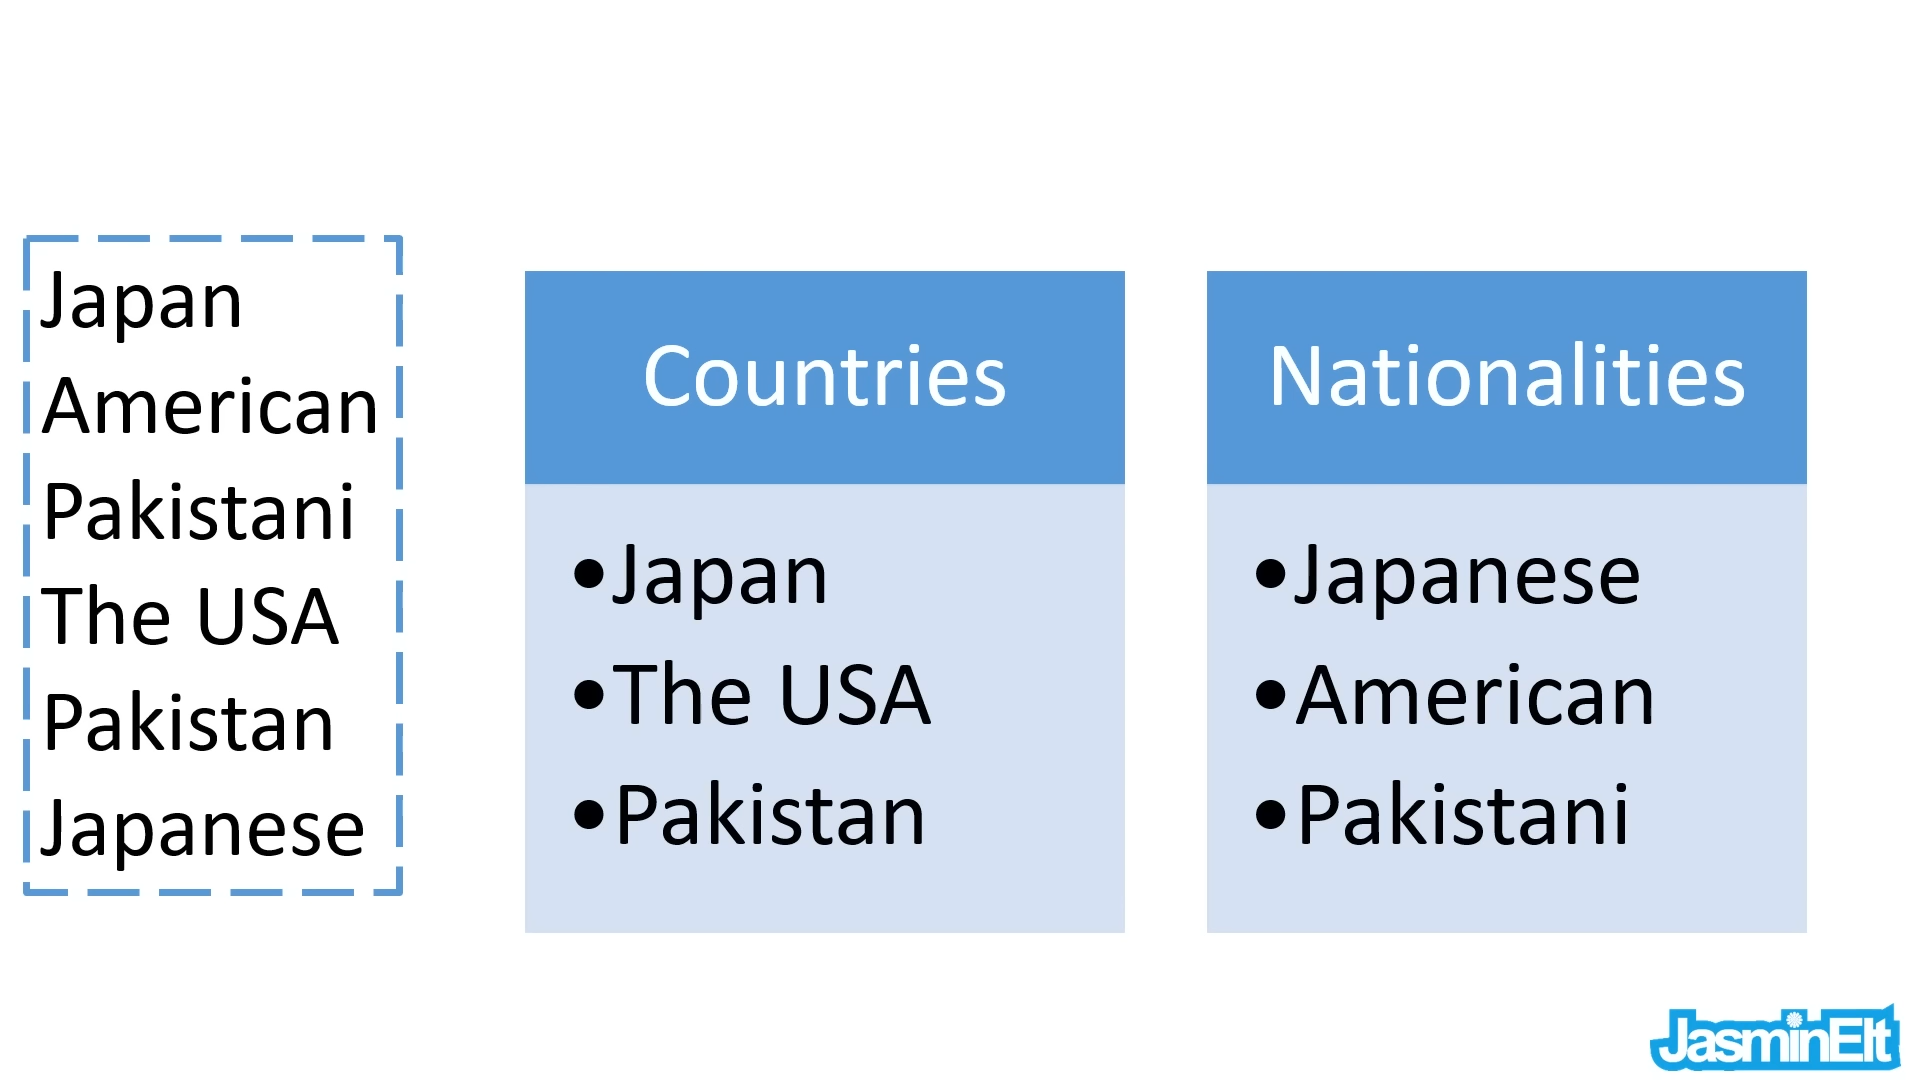 Japan
American
Pakistani
The USA
Pakistan
Japanese
Countries
•Japan
•The USA
•Pakistan
Nationalities
•Japanese
•American
•Pakistani
JasminElt